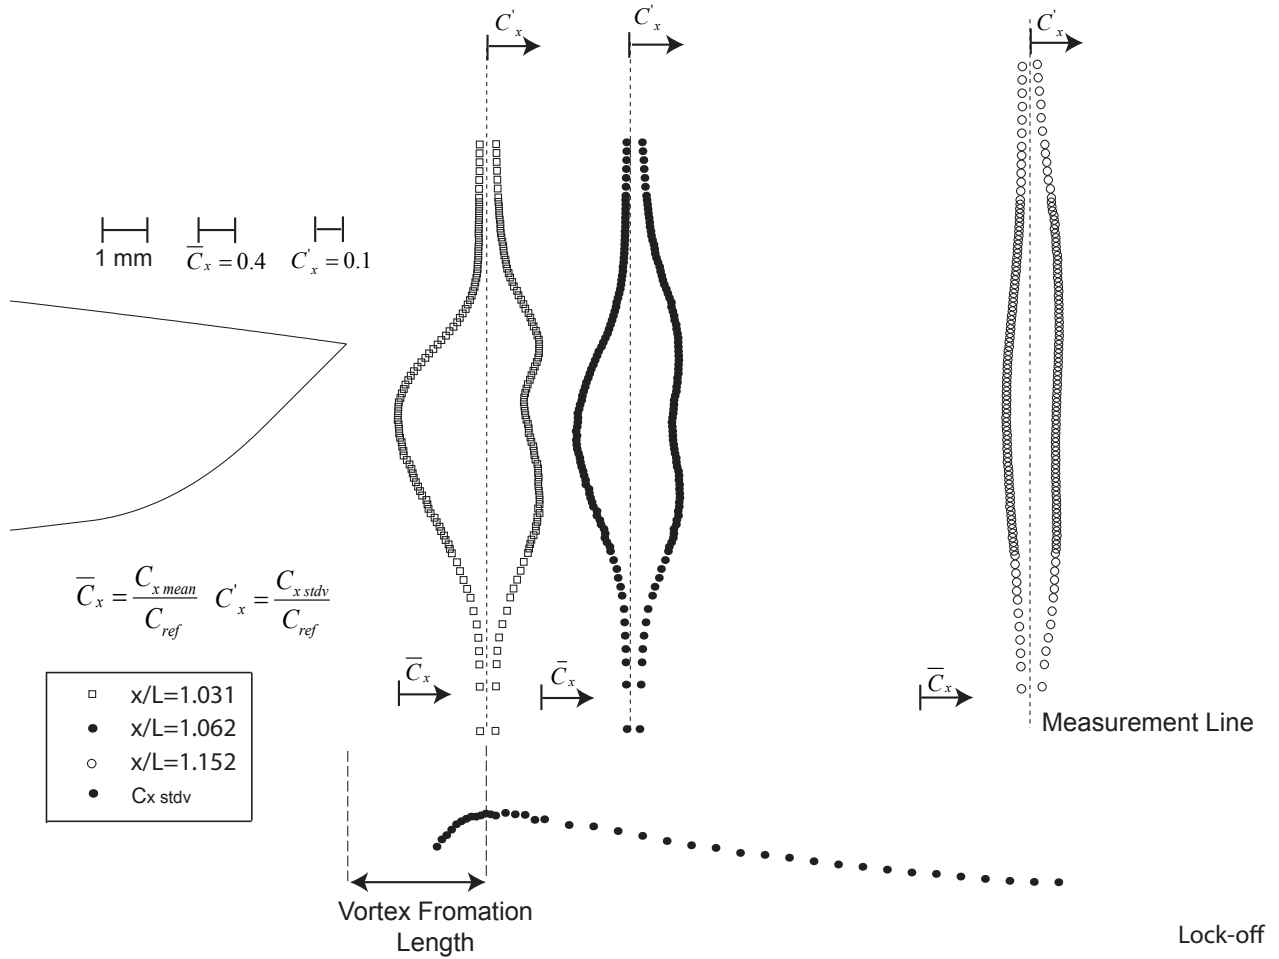 C'x
C'x
C'x
1 mm
C̅x = 0.4
C'x = 0.1
C̅x = Cx mean / Cref
C'x = Cx stdv / Cref
C̅x
C̅x
C̅x
x/L=1.031
x/L=1.062
x/L=1.152
Cx stdv
Measurement Line
Vortex Fromation
Length
Lock-off